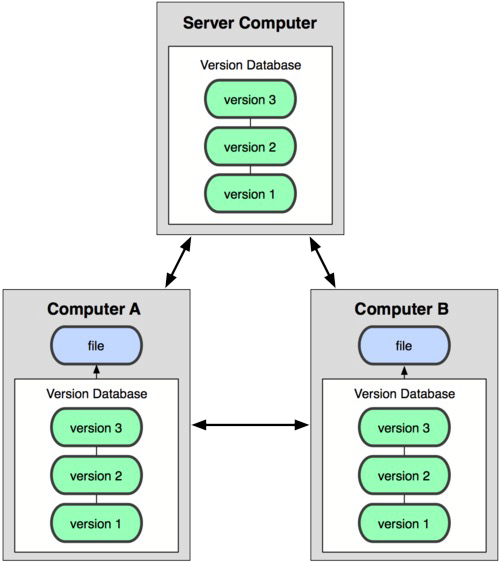 Server Computer
Version Database
version 3
version 2
version 1
Computer A
file
Version Database
version 3
version 2
version 1
Computer B
file
Version Database
version 3
version 2
version 1